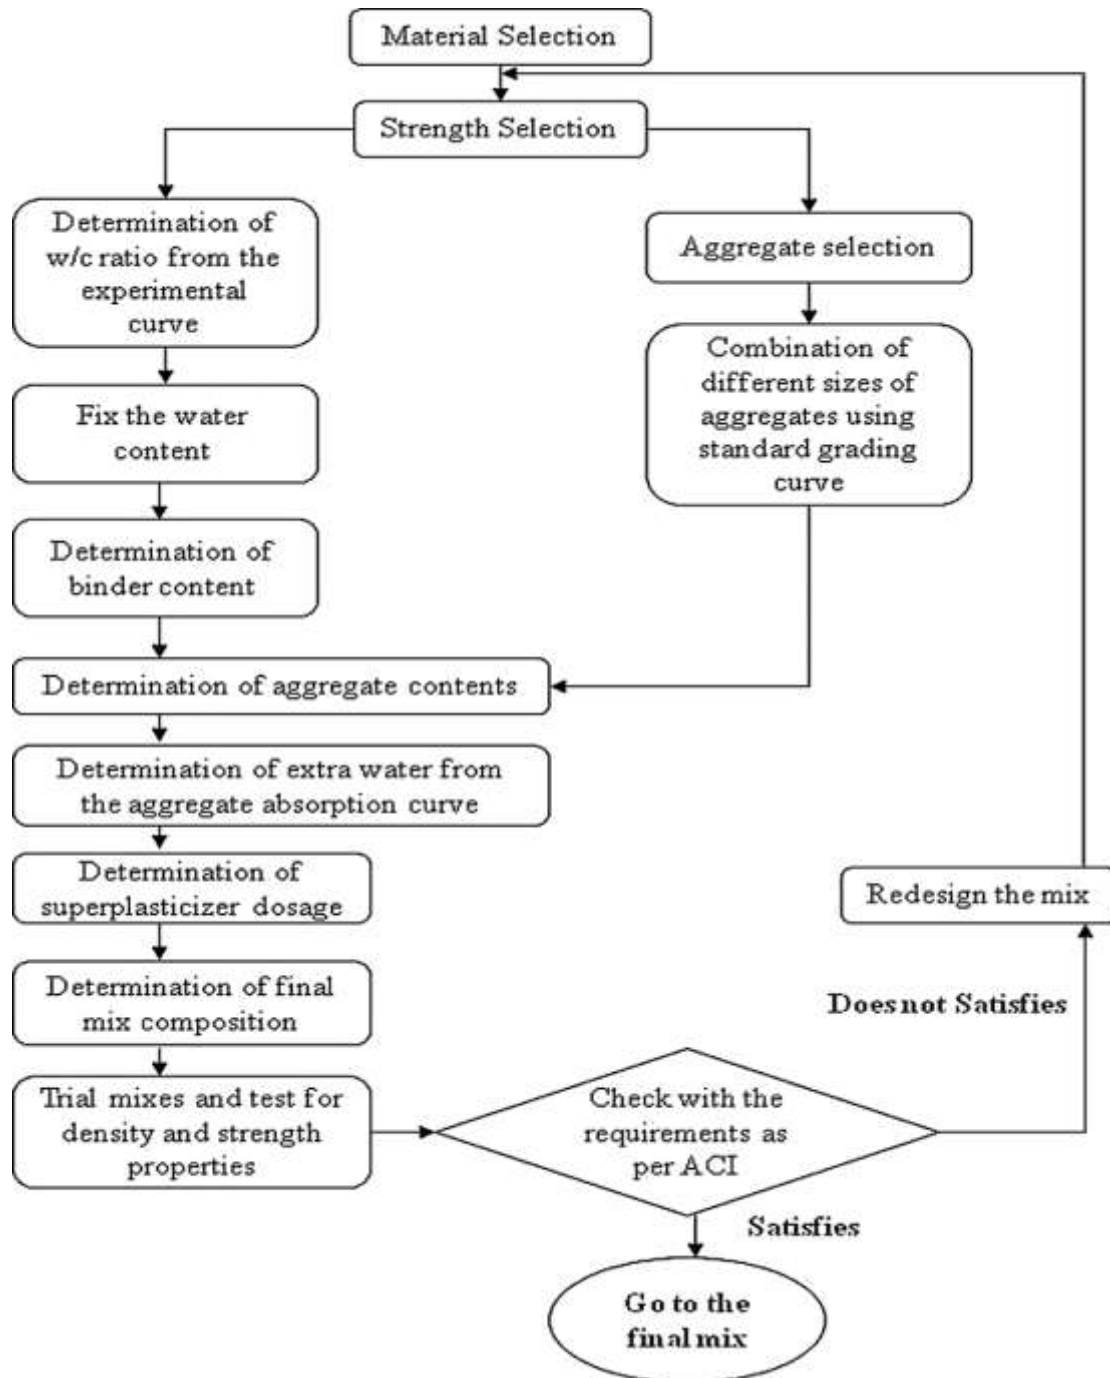 Material Selection
Strength Selection
Determination of
w/c ratio from the
experimental
curve
Aggregate selection
Fix the water
content
Combination of
different sizes of
aggregates using
standard grading
curve
Determination of
binder content
Determination of aggregate contents
Determination of extra water from
the aggregate absorption curve
Determination of
superplasticizer dosage
Redesign the mix
Determination of final
mix composition
Does not Satisfies
Trial mixes and test for
density and strength
properties
Check with the
requirements as
per ACI
Satisfies
Go to the
final mix